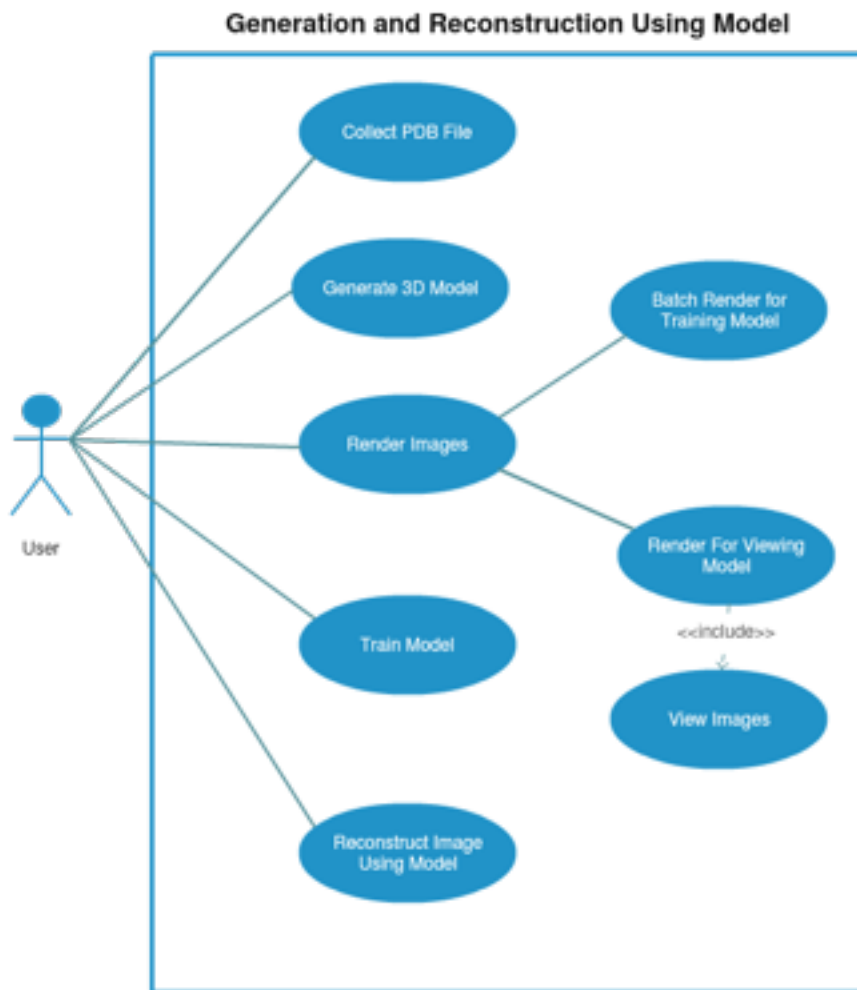 Generation and Reconstruction Using Model
Collect PDB File
Generate 3D Model
Batch Render for
Training Model
Render Images
User
Render For Viewing
Model
<<include>>
Train Model
View Images
Reconstruct Image
Using Model